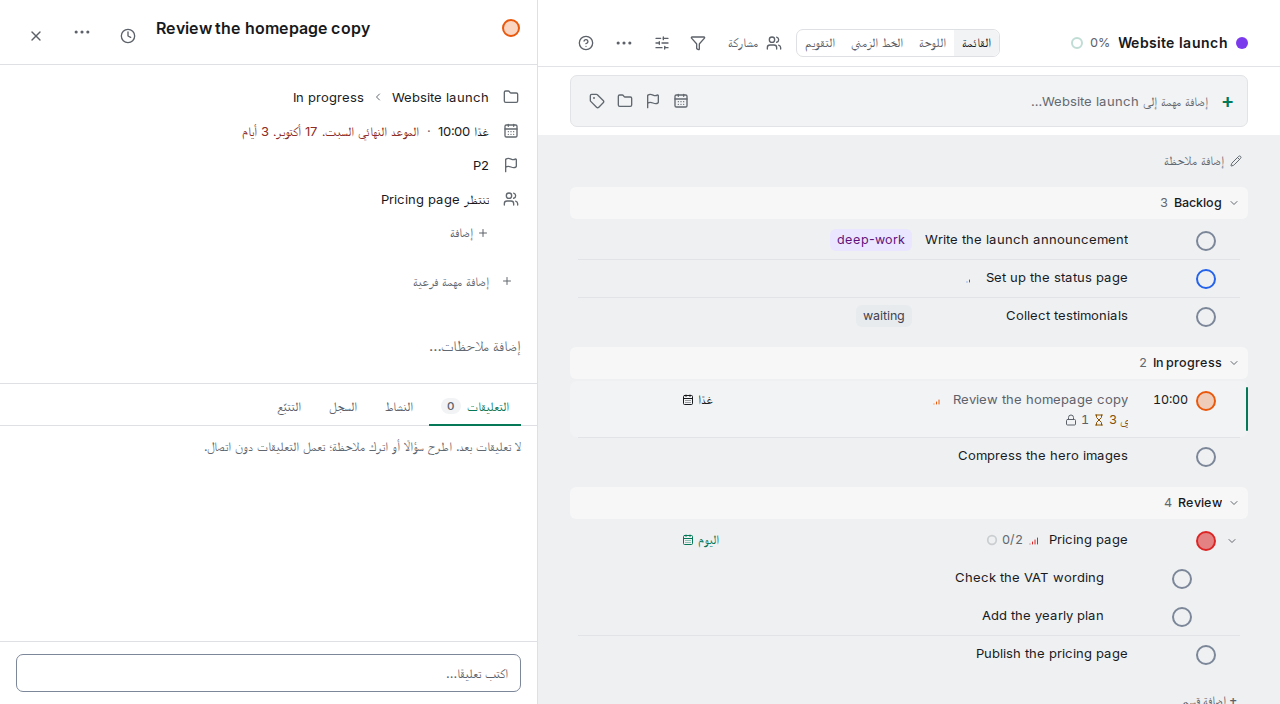 Website launch 0%
القائمة اللوحة الخط الزمني التقويم مشاركة
+ إضافة مهمة إلى Website launch...
إضافة ملاحظة
Backlog 3
Write the launch announcement deep-work
Set up the status page
Collect testimonials waiting
In progress 2
10:00 Review the homepage copy غدًا
3 ي 1
Compress the hero images
Review 4
Pricing page 0/2 اليوم
Check the VAT wording
Add the yearly plan
Publish the pricing page
+ إضافة قسم
Review the homepage copy
Website launch In progress
غدًا 10:00 · الموعد النهائي السبت، 17 أكتوبر، 3 أيام
P2
تنتظر Pricing page
+ إضافة
+ إضافة مهمة فرعية
إضافة ملاحظات...
التعليقات 0 النشاط السجل التتبّع
لا تعليقات بعد. اطرح سؤالًا أو اترك ملاحظة؛ تعمل التعليقات دون اتصال.
اكتب تعليقًا...